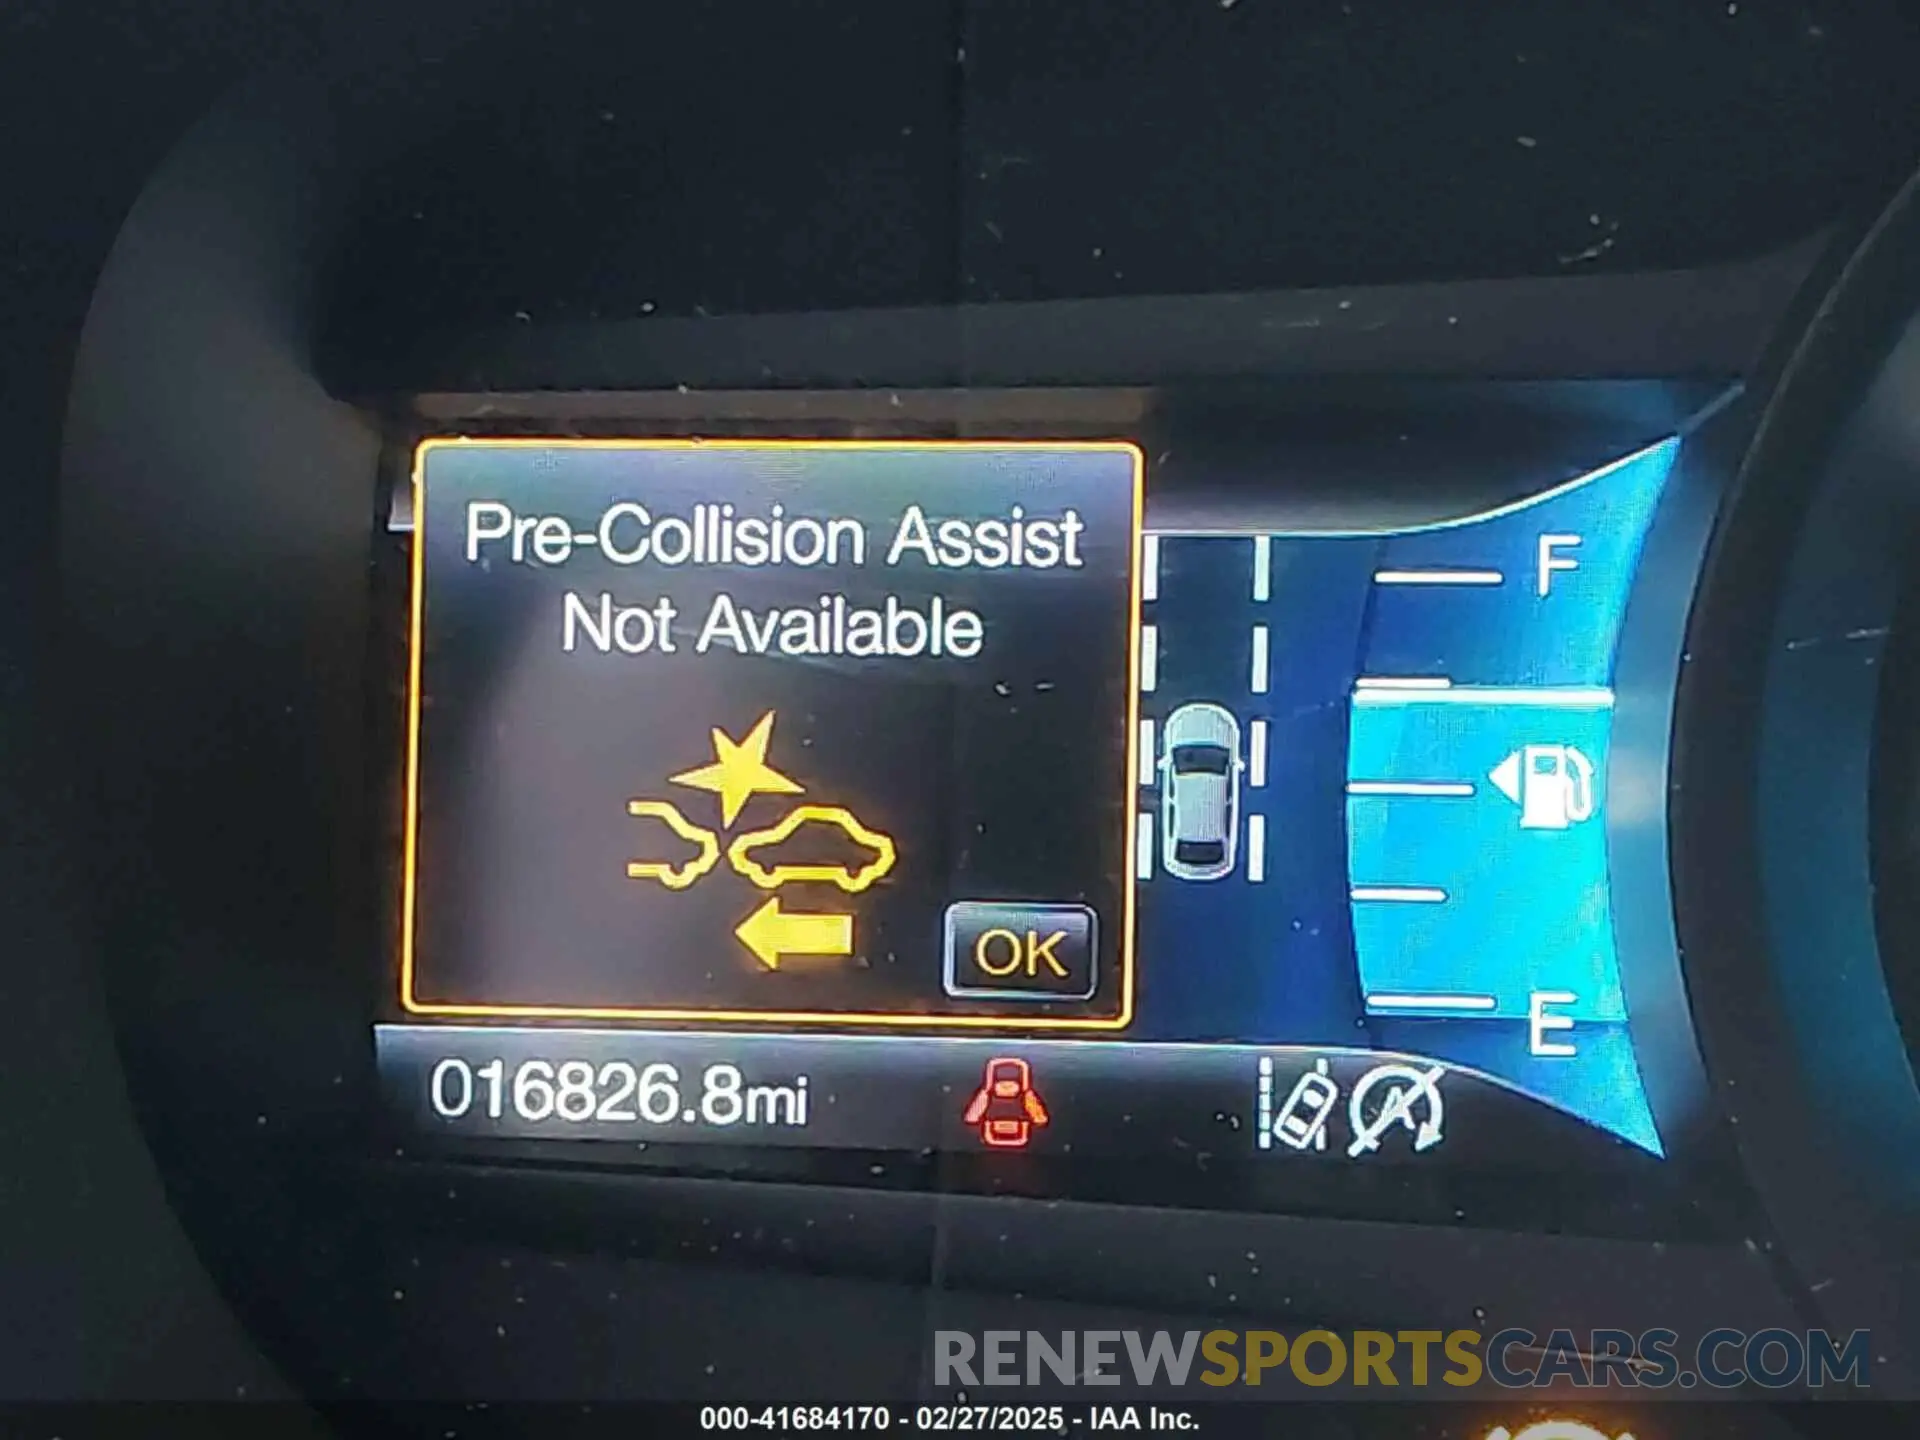 Pre-Collision Assist
Not Available
OK
F
E
016826.8mi
A
RENEWSPORTSCARS.COM
000-41684170 - 02/27/2025 - IAA Inc.